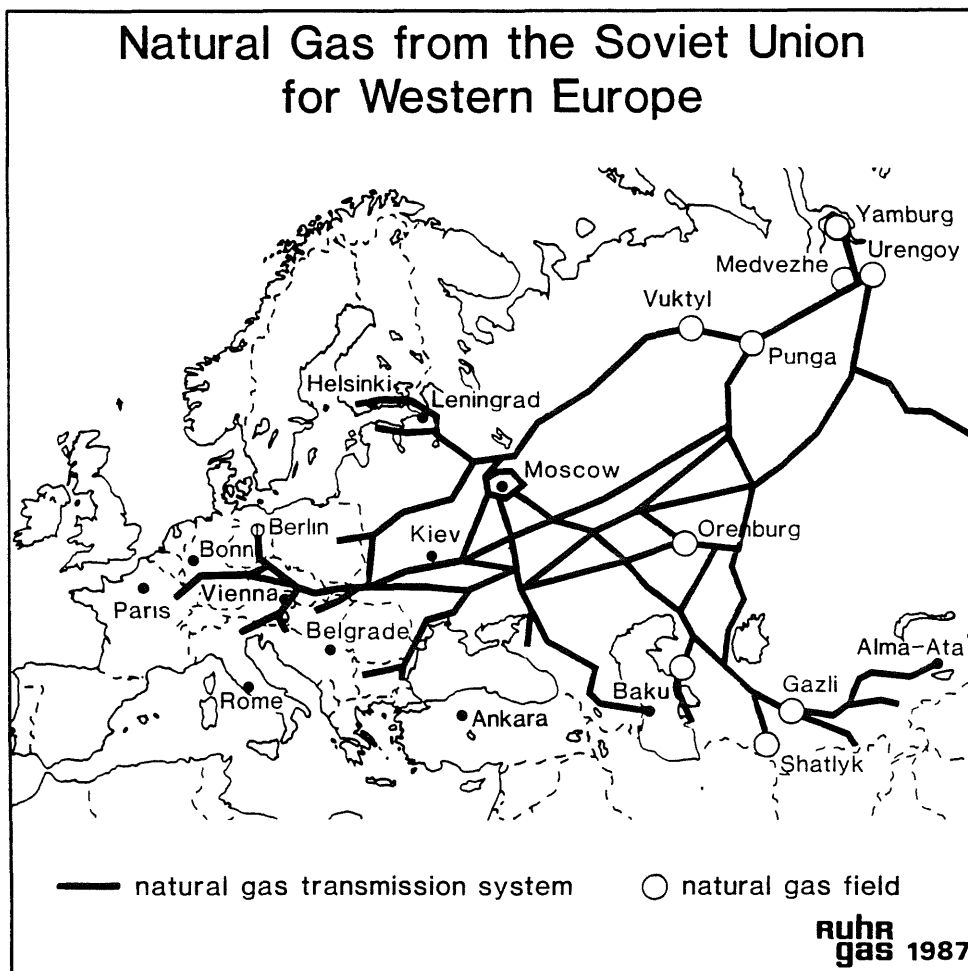 Natural Gas from the Soviet Union
for Western Europe
Yamburg
Urengoy
Medvezhe
Vuktyl
Punga
Helsinki
Leningrad
Moscow
Berlin
Kiev
Orenburg
Bonn
Paris
Vienna
Belgrade
Alma-Ata
Rome
Baku
Gazli
Ankara
Shatlyk
natural gas transmission system
natural gas field
RuhR
gas 1987